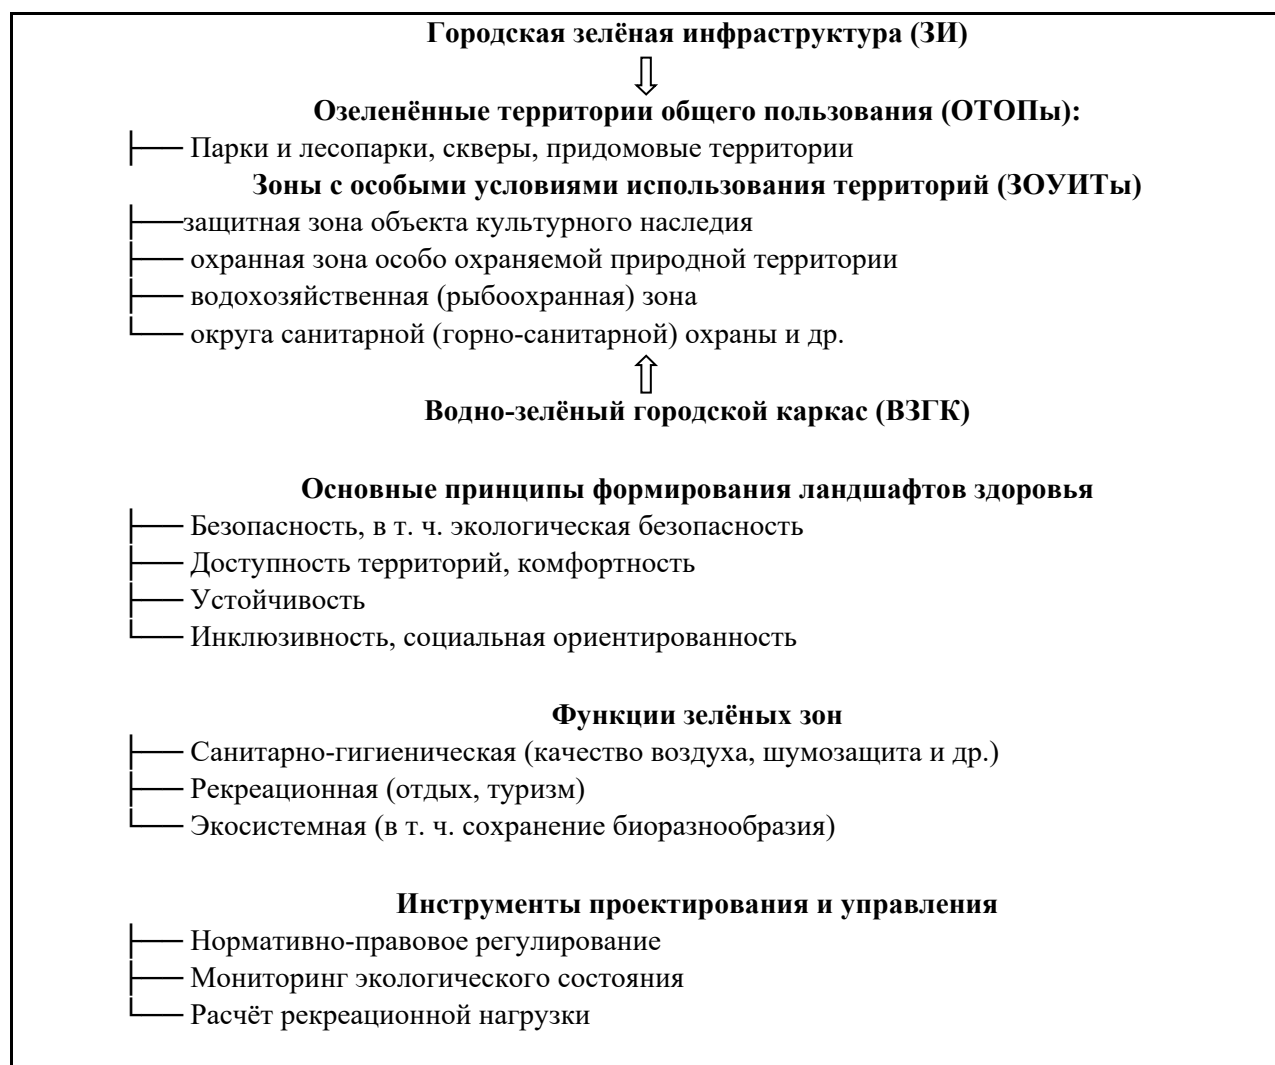 Городская зелёная инфраструктура (ЗИ)
Озеленённые территории общего пользования (ОТОПы):
Парки и лесопарки, скверы, придомовые территории
Зоны с особыми условиями использования территорий (ЗОУИТы)
защитная зона объекта культурного наследия
охранная зона особо охраняемой природной территории
водохозяйственная (рыбоохранная) зона
округа санитарной (горно-санитарной) охраны и др.
Водно-зелёный городской каркас (ВЗГК)
Основные принципы формирования ландшафтов здоровья
Безопасность, в т. ч. экологическая безопасность
Доступность территорий, комфортность
Устойчивость
Инклюзивность, социальная ориентированность
Функции зелёных зон
Санитарно-гигиеническая (качество воздуха, шумозащита и др.)
Рекреационная (отдых, туризм)
Экосистемная (в т. ч. сохранение биоразнообразия)
Инструменты проектирования и управления
Нормативно-правовое регулирование
Мониторинг экологического состояния
Расчёт рекреационной нагрузки